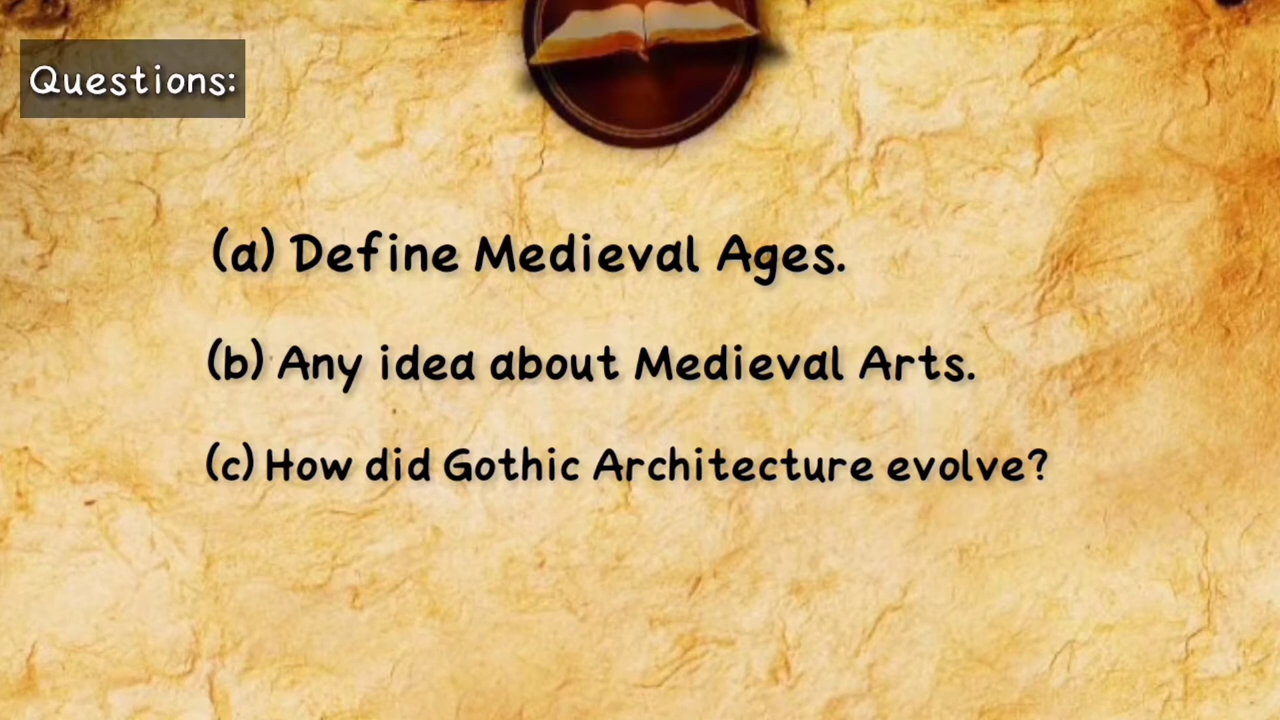 Questions:
(a) Define Medieval Ages.
(b) Any idea about Medieval Arts.
(c) How did Gothic Architecture evolve?